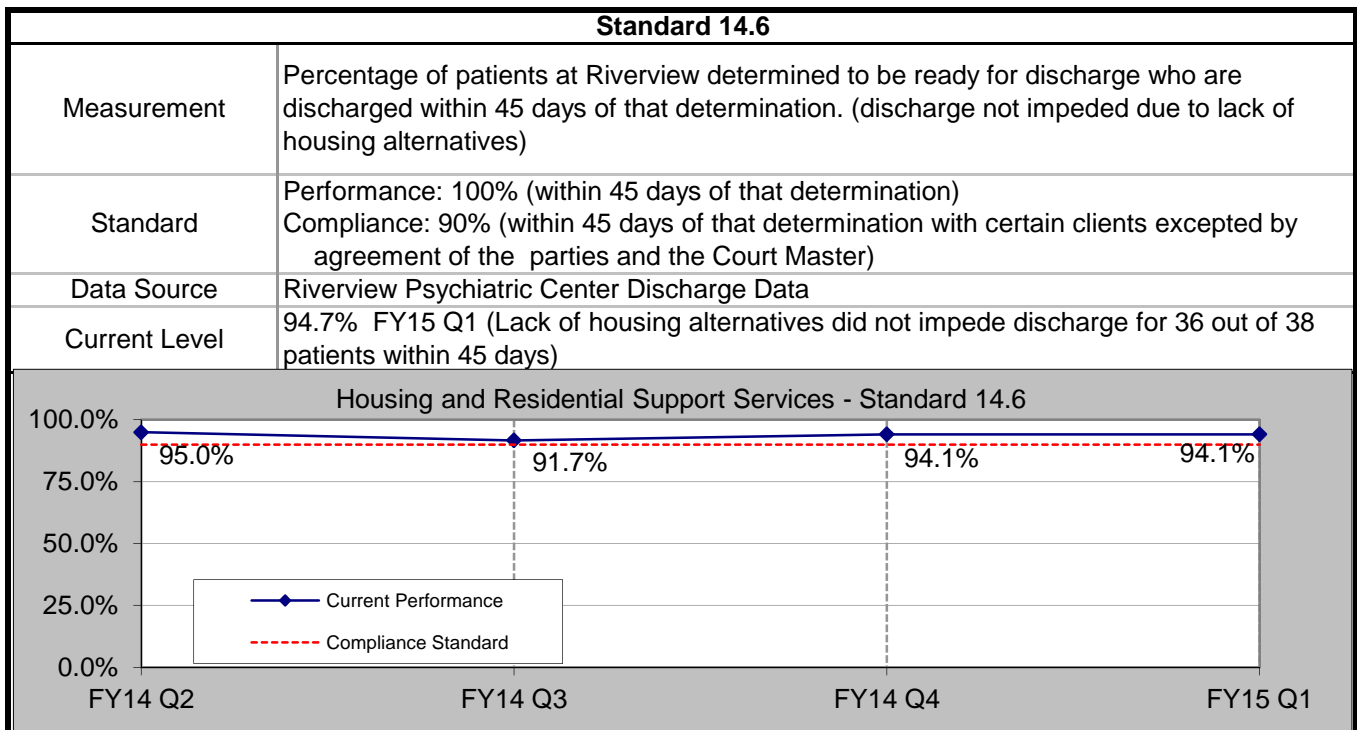 Standard 14.6
Measurement
Percentage of patients at Riverview determined to be ready for discharge who are
discharged within 45 days of that determination. (discharge not impeded due to lack of
housing alternatives)
Standard
Performance: 100% (within 45 days of that determination)
Compliance: 90% (within 45 days of that determination with certain clients excepted by
agreement of the parties and the Court Master)
Data Source
Riverview Psychiatric Center Discharge Data
Current Level
94.7% FY15 Q1 (Lack of housing alternatives did not impede discharge for 36 out of 38
patients within 45 days)
Housing and Residential Support Services - Standard 14.6
100.0%
75.0%
50.0%
25.0%
0.0%
95.0%
91.7%
94.1%
94.1%
Current Performance
Compliance Standard
FY14 Q2
FY14 Q3
FY14 Q4
FY15 Q1